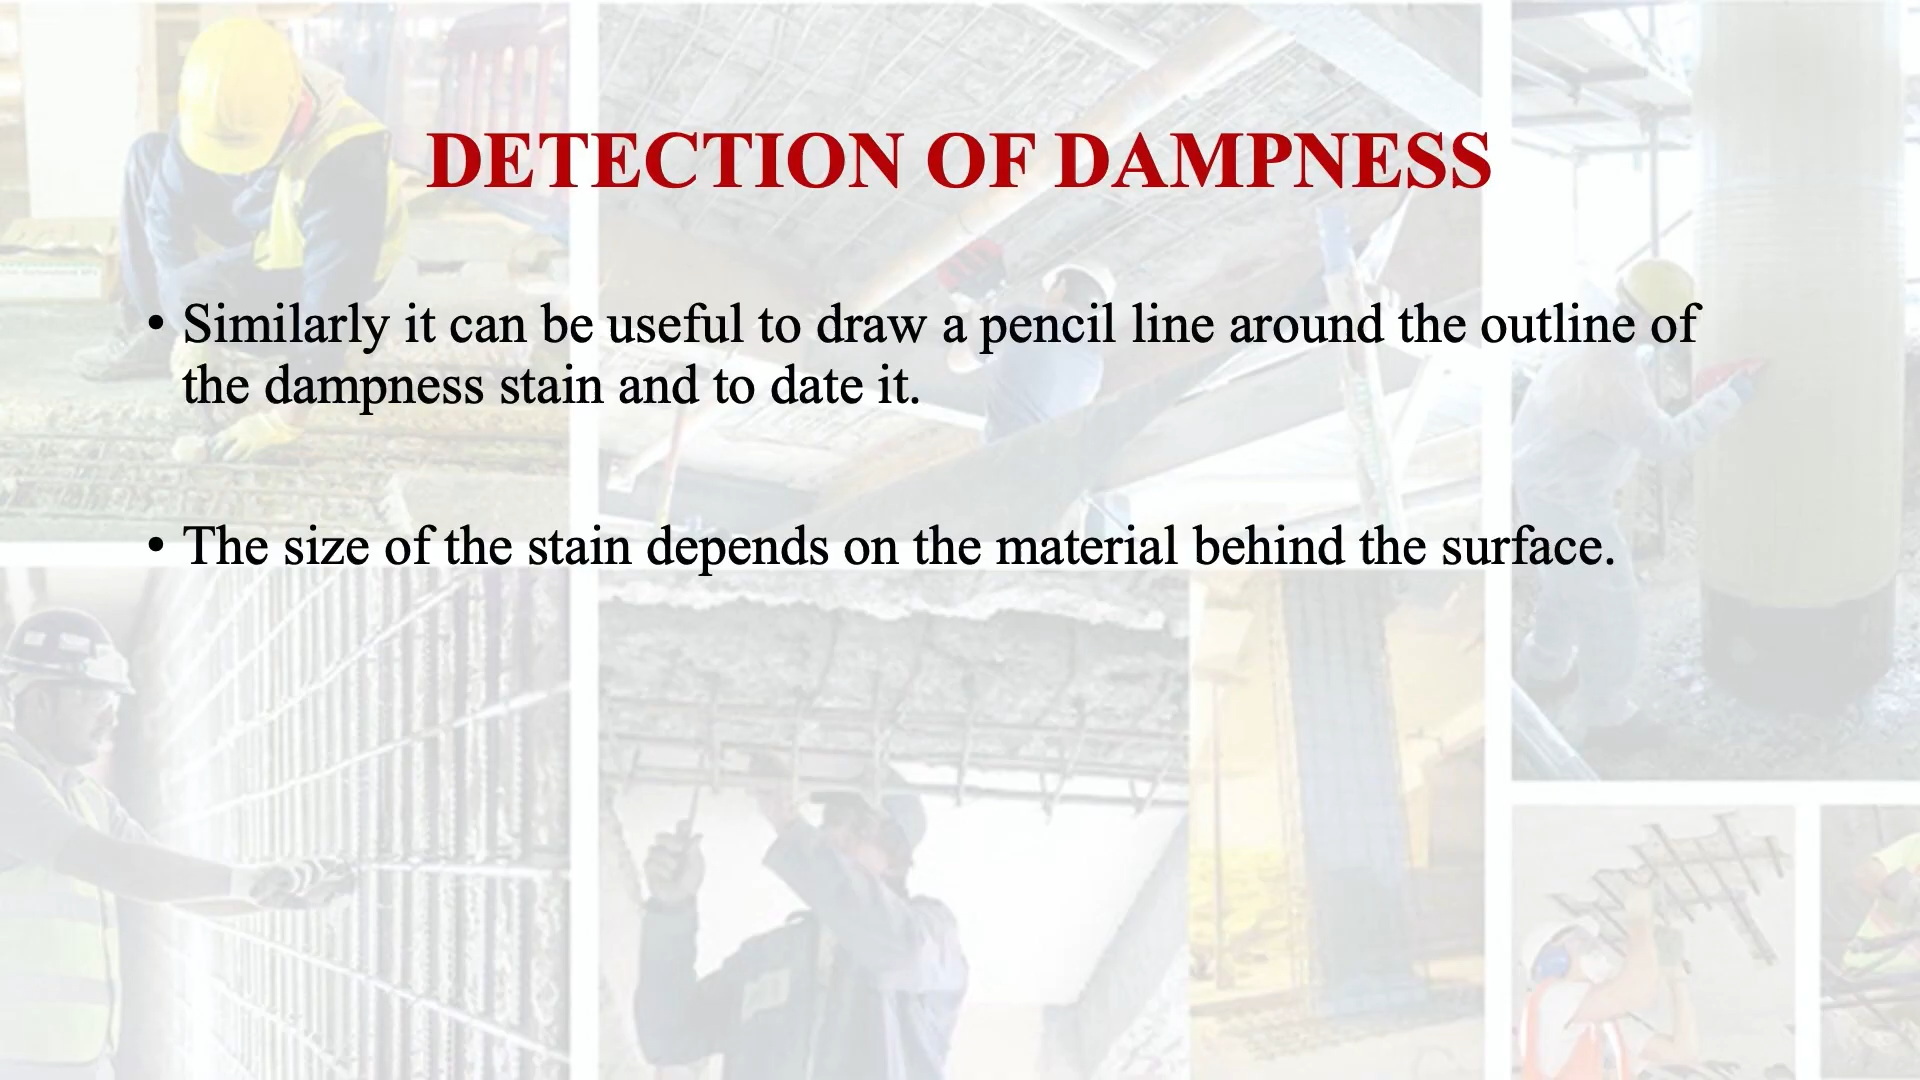 DETECTION OF DAMPNESS
• Similarly it can be useful to draw a pencil line around the outline of
the dampness stain and to date it.
• The size of the stain depends on the material behind the surface.